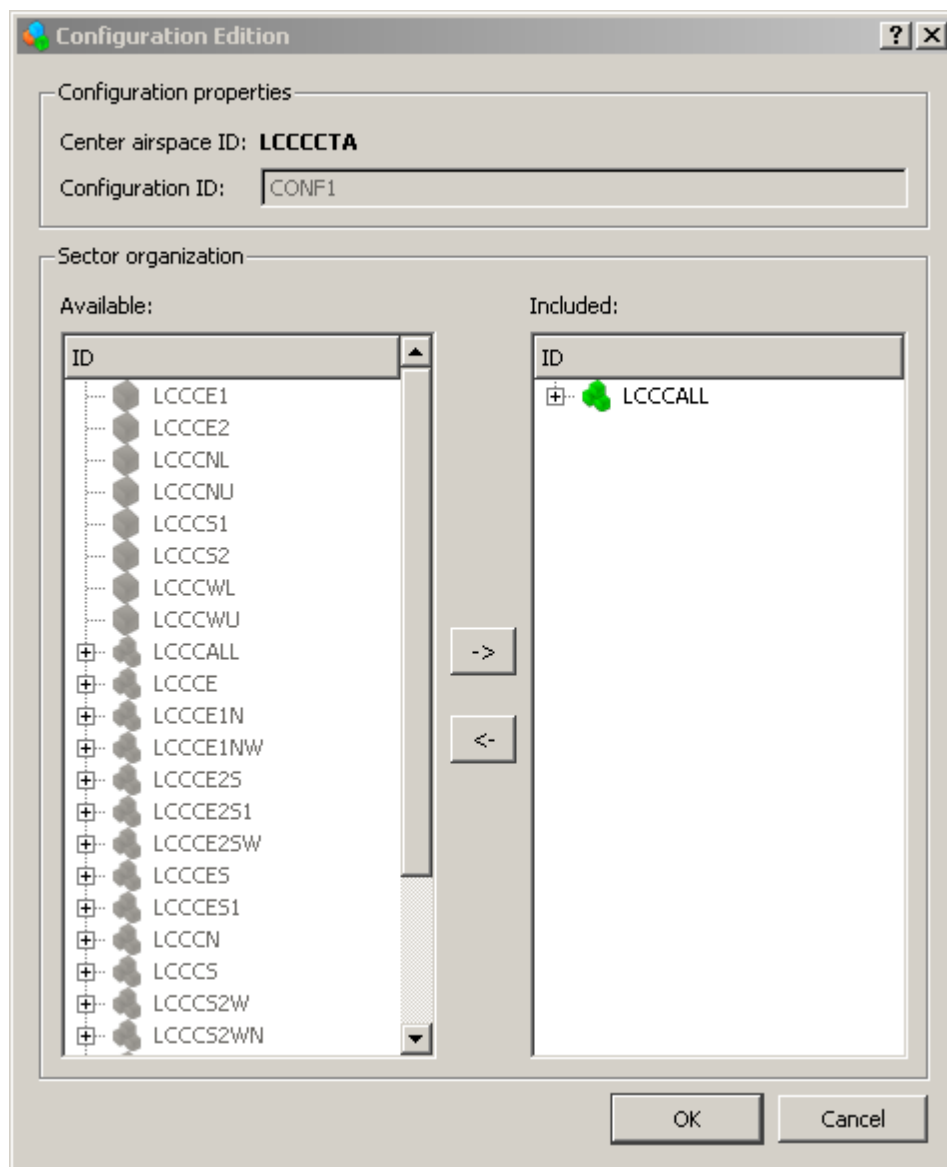 Configuration Edition
Configuration properties
Center airspace ID: LCCCCTA
Configuration ID: CONF1
Sector organization
Available:
Included:
ID
ID
LCCCE1
LCCCALL
LCCCE2
LCCCNL
LCCCNU
LCCCS1
LCCCS2
LCCCWL
LCCCWU
LCCCALL
->
LCCCE
LCCCE1N
LCCCE1NW
<-
LCCCE2S
LCCCE2S1
LCCCE2SW
LCCCES
LCCCES1
LCCCN
LCCCS
LCCCS2W
LCCCS2WN
OK
Cancel